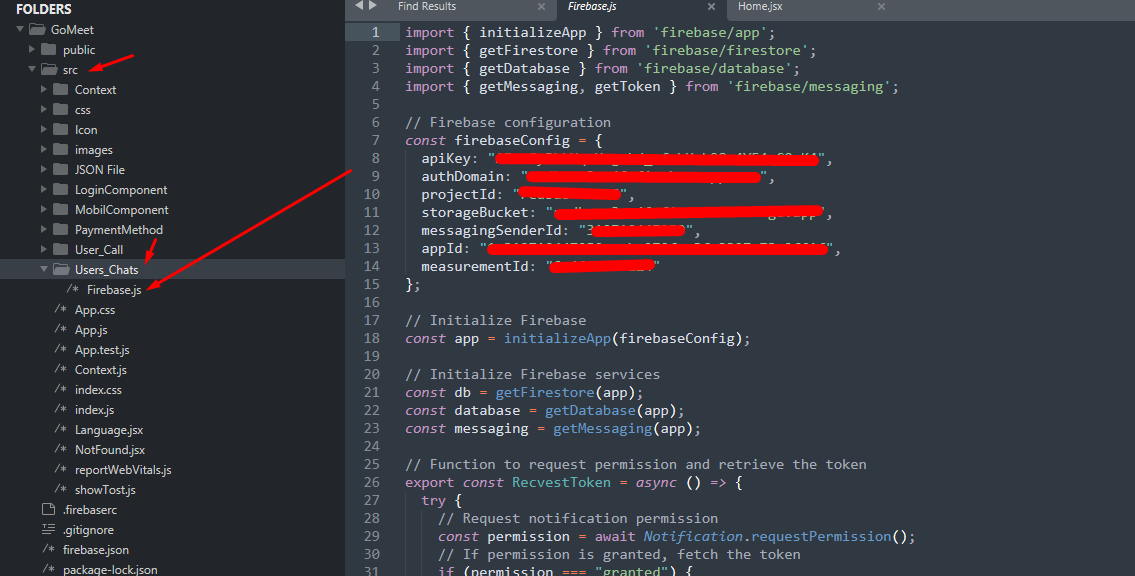 FOLDERS
GoMeet
public
src
Context
css
Icon
images
JSON File
LoginComponent
MobilComponent
PaymentMethod
User_Call
Users_Chats
/* Firebase.js
/* App.css
/* App.js
/* App.test.js
/* Context.js
/* index.css
/* index.js
/* Language.jsx
/* NotFound.jsx
/* reportWebVitals.js
/* showTost.js
.firebaserc
.gitignore
/* firebase.json
/* package-lock.json
Find Results × Firebase.js × Home.jsx ×
1 import { initializeApp } from 'firebase/app';
2 import { getFirestore } from 'firebase/firestore';
3 import { getDatabase } from 'firebase/database';
4 import { getMessaging, getToken } from 'firebase/messaging';
5
6 // Firebase configuration
7 const firebaseConfig = {
8 apiKey: "",
9 authDomain: "",
10 projectId: "",
11 storageBucket: "",
12 messagingSenderId: "",
13 appId: "",
14 measurementId: ""
15 };
16
17 // Initialize Firebase
18 const app = initializeApp(firebaseConfig);
19
20 // Initialize Firebase services
21 const db = getFirestore(app);
22 const database = getDatabase(app);
23 const messaging = getMessaging(app);
24
25 // Function to request permission and retrieve the token
26 export const RecvestToken = async () => {
27 try {
28 // Request notification permission
29 const permission = await Notification.requestPermission();
30 // If permission is granted, fetch the token
31 if (permission === "granted") {